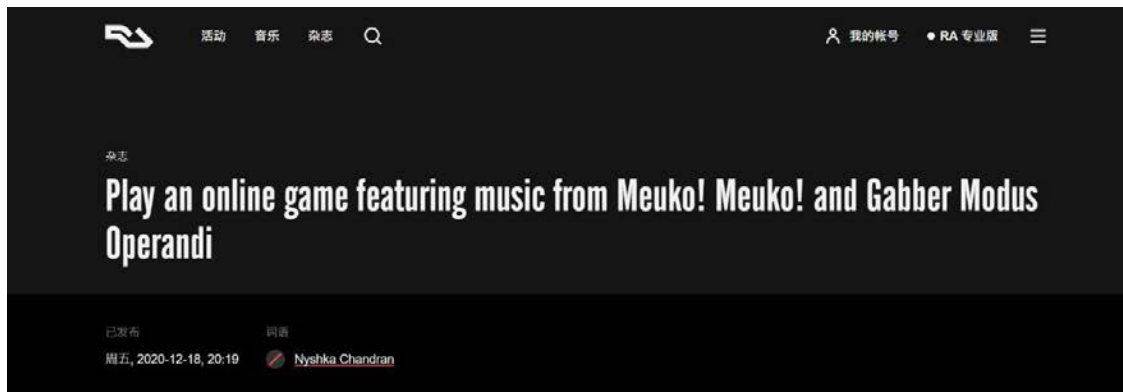 活动 音乐 杂志 我的帐号 • RA 专业版
杂志
Play an online game featuring music from Meuko! Meuko! and Gabber Modus
Operandi
已发布 词语
周五, 2020-12-18, 20:19 Nyshka Chandran